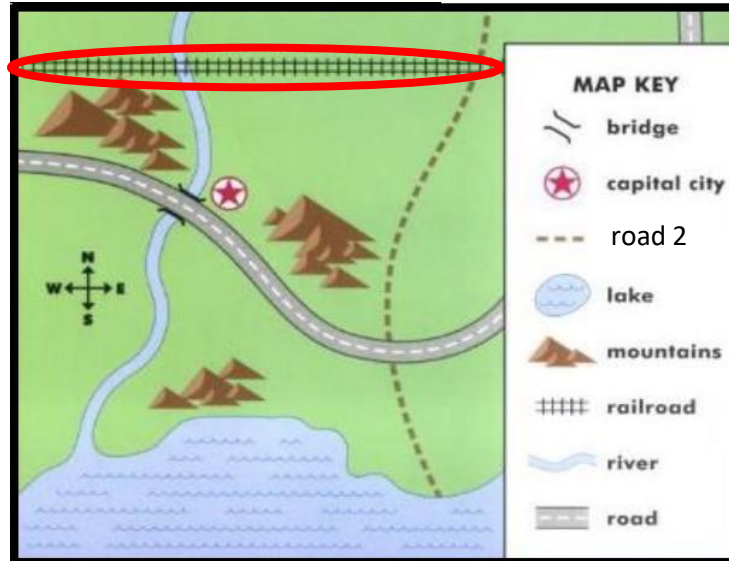 MAP KEY
bridge
capital city
road 2
lake
mountains
railroad
river
road
N
W E
S